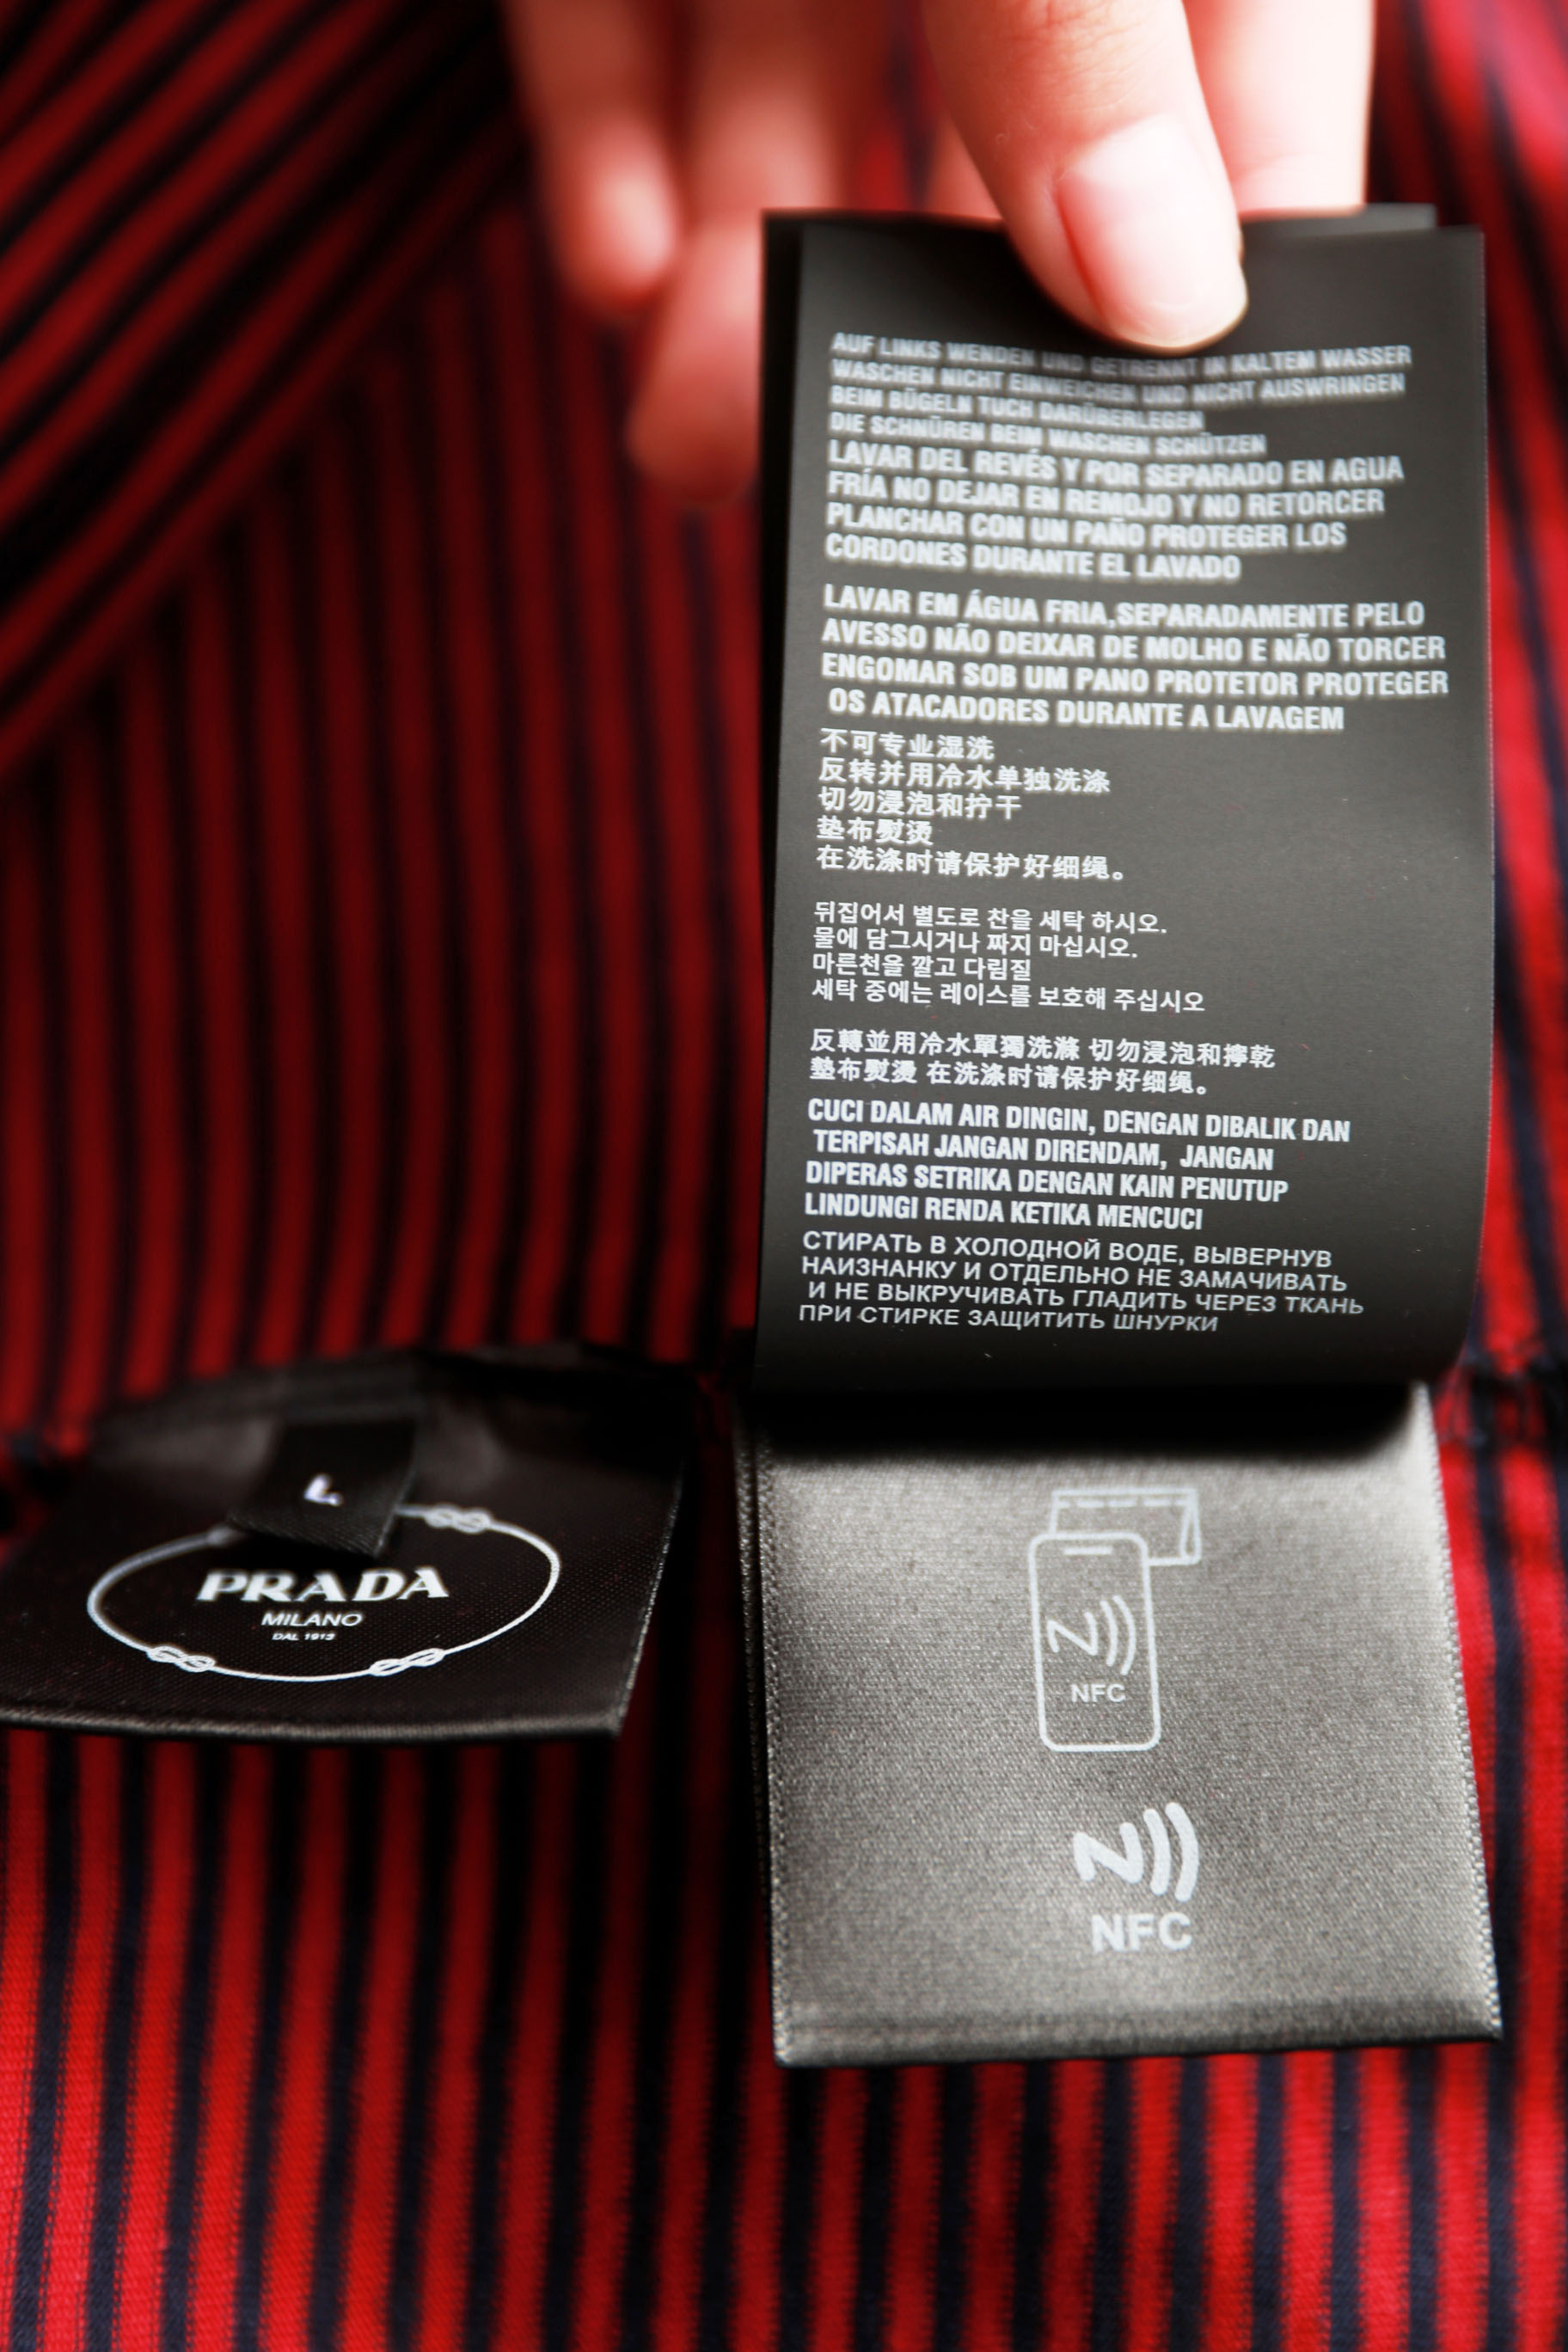 AUF LINKS WENDEN UND GETRENNT IN KALTEM WASSER
WASCHEN NICHT EINWEICHEN UND NICHT AUSWRINGEN
BEIM BÜGELN TUCH DARÜBERLEGEN
DIE SCHNÜREN BEIM WASCHEN SCHÜTZEN
LAVAR DEL REVÉS Y POR SEPARADO EN AGUA
FRÍA NO DEJAR EN REMOJO Y NO RETORCER
PLANCHAR CON UN PAÑO PROTEGER LOS
CORDONES DURANTE EL LAVADO
LAVAR EM ÁGUA FRIA,SEPARADAMENTE PELO
AVESSO NÃO DEIXAR DE MOLHO E NÃO TORCER
ENGOMAR SOB UM PANO PROTETOR PROTEGER
OS ATACADORES DURANTE A LAVAGEM
不可专业湿洗
反转并用冷水单独洗涤
切勿浸泡和拧干
垫布熨烫
在洗涤时请保护好细绳。
뒤집어서 별도로 찬을 세탁 하시오.
물에 담그시거나 짜지 마십시오.
마른천을 깔고 다림질
세탁 중에는 레이스를 보호해 주십시오
反轉並用冷水單獨洗滌 切勿浸泡和擰乾
墊布熨燙 在洗涤时请保护好细绳。
CUCI DALAM AIR DINGIN, DENGAN DIBALIK DAN
TERPISAH JANGAN DIRENDAM, JANGAN
DIPERAS SETRIKA DENGAN KAIN PENUTUP
LINDUNGI RENDA KETIKA MENCUCI
СТИРАТЬ В ХОЛОДНОЙ ВОДЕ, ВЫВЕРНУВ
НАИЗНАНКУ И ОТДЕЛЬНО НЕ ЗАМАЧИВАТЬ
И НЕ ВЫКРУЧИВАТЬ ГЛАДИТЬ ЧЕРЕЗ ТКАНЬ
ПРИ СТИРКЕ ЗАЩИТИТЬ ШНУРКИ
L
PRADA
MILANO
DAL 1913
NFC
NFC